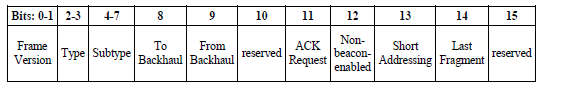 Bits: 0-1 2-3 4-7 8 9 10 11 12 13 14 15
Frame Version Type Subtype To Backhaul From Backhaul reserved ACK Request Non-beacon-enabled Short Addressing Last Fragment reserved